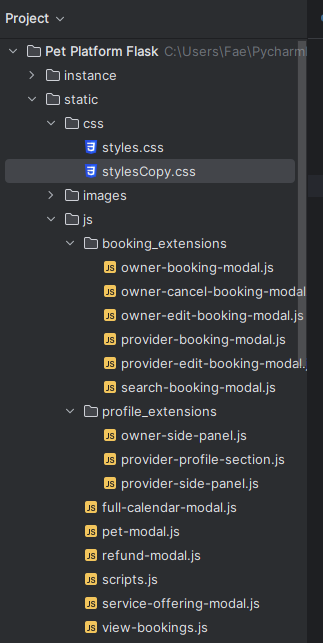 Project
Pet Platform Flask C:\Users\Fae\Pycharm
instance
static
css
styles.css
stylesCopy.css
images
js
booking_extensions
owner-booking-modal.js
owner-cancel-booking-modal
owner-edit-booking-modal.js
provider-booking-modal.js
provider-edit-booking-modal.
search-booking-modal.js
profile_extensions
owner-side-panel.js
provider-profile-section.js
provider-side-panel.js
full-calendar-modal.js
pet-modal.js
refund-modal.js
scripts.js
service-offering-modal.js
view-bookings.js